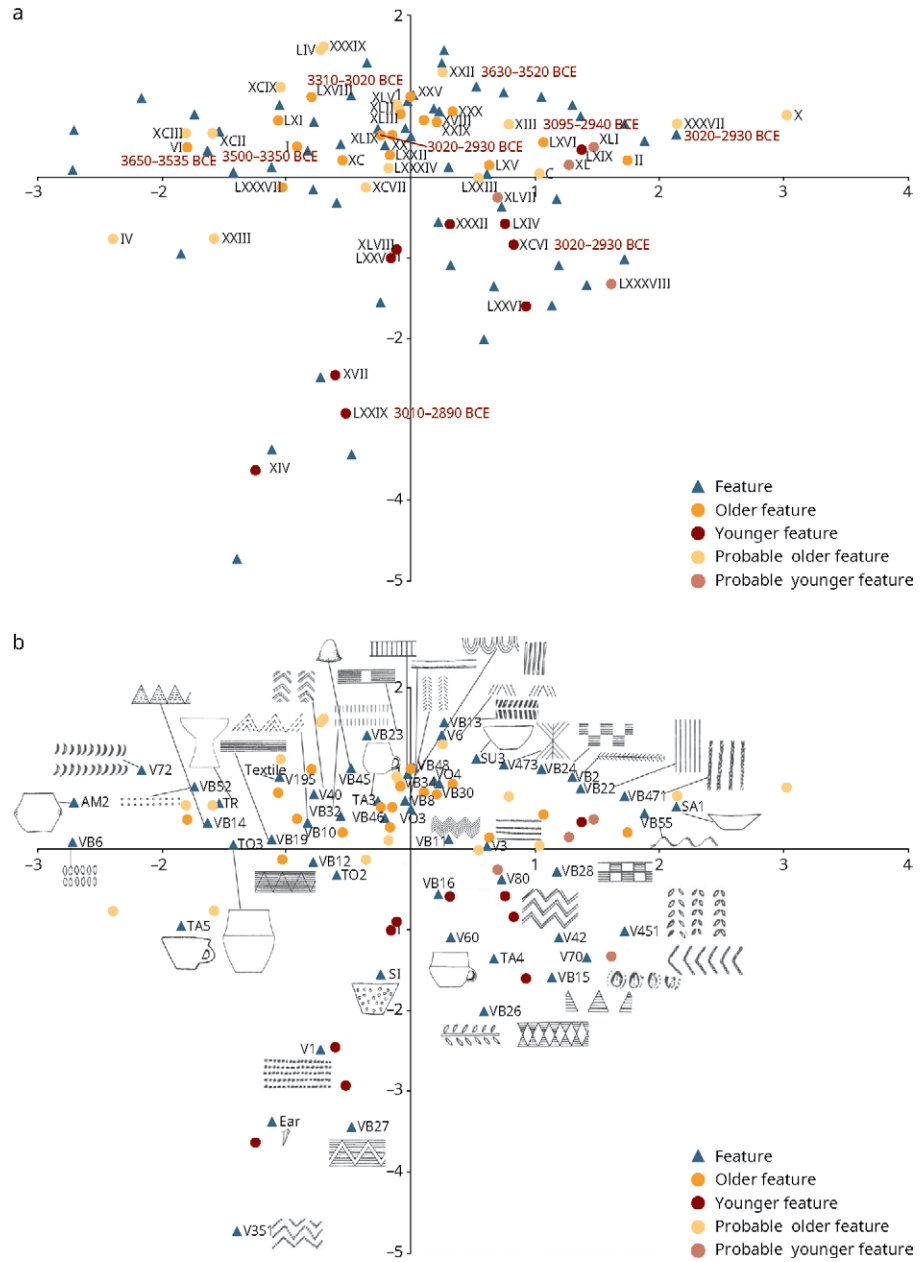 a
2
LIV XXXIX
XXII 3630–3520 BCE
3310–3020 BCE
XCIX LXVIII XXV
XLV
XLII XXX X
LXI XLIII XVIII XIII 3095–2940 BCE XXXVII
XXIX
XCIII XCII XLIX 3020–2930 BCE
VI I XX 3020–2930 BCE LXVI XLI
LXIX
3650–3535 BCE 3500–3350 BCE XC LXXII LXV XL II
LXXXIV C
–3 –2 –1 LXXXVII XCVII LXXIII 1 2 3 4
XLVII
XXXII LXIV
IV XXIII XLVIII XCVI 3020–2930 BCE
LXXV
LXXXVIII
LXXVI
–2
XVII
LXXIX 3010–2890 BCE
XIV
–4
–5
Feature
Older feature
Younger feature
Probable older feature
Probable younger feature
b
2
VB13
VB23 V6
SU3
V72 Textile V195 VB45 VB48 V473 VB24
VB2
VB52 V40 VB34 VO4 VB22
AM2 TR TA3 VB30 VB471
VB8 SA1
VB14 VB32 VB46 VO3 VB55
VB10
VB6 TO3 VB19 VB11 V3
–3 –2 –1 1 2 3 4
VB12
TO2 V80 VB28
VB16
TA5 V60 V42 V451
TA4 V70
SI VB15
–2
VB26
V1
–3
Ear VB27
–4
V351
–5
Feature
Older feature
Younger feature
Probable older feature
Probable younger feature